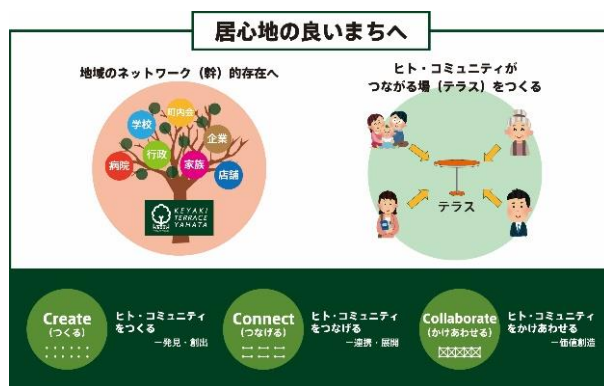 居心地の良いまちへ
地域のネットワーク（幹）的存在へ
町内会
学校
企業
行政
病院
家族
店舗
KEYAKI
TERRACE
YAHATA
ヒト・コミュニティが
つながる場（テラス）をつくる
テラス
Create
(つくる)
ヒト・コミュニティ
をつくる
ー発見・創出
Connect
(つなげる)
ヒト・コミュニティ
をつなげる
ー連携・展開
Collaborate
(かけあわせる)
ヒト・コミュニティ
をかけあわせる
ー価値創造